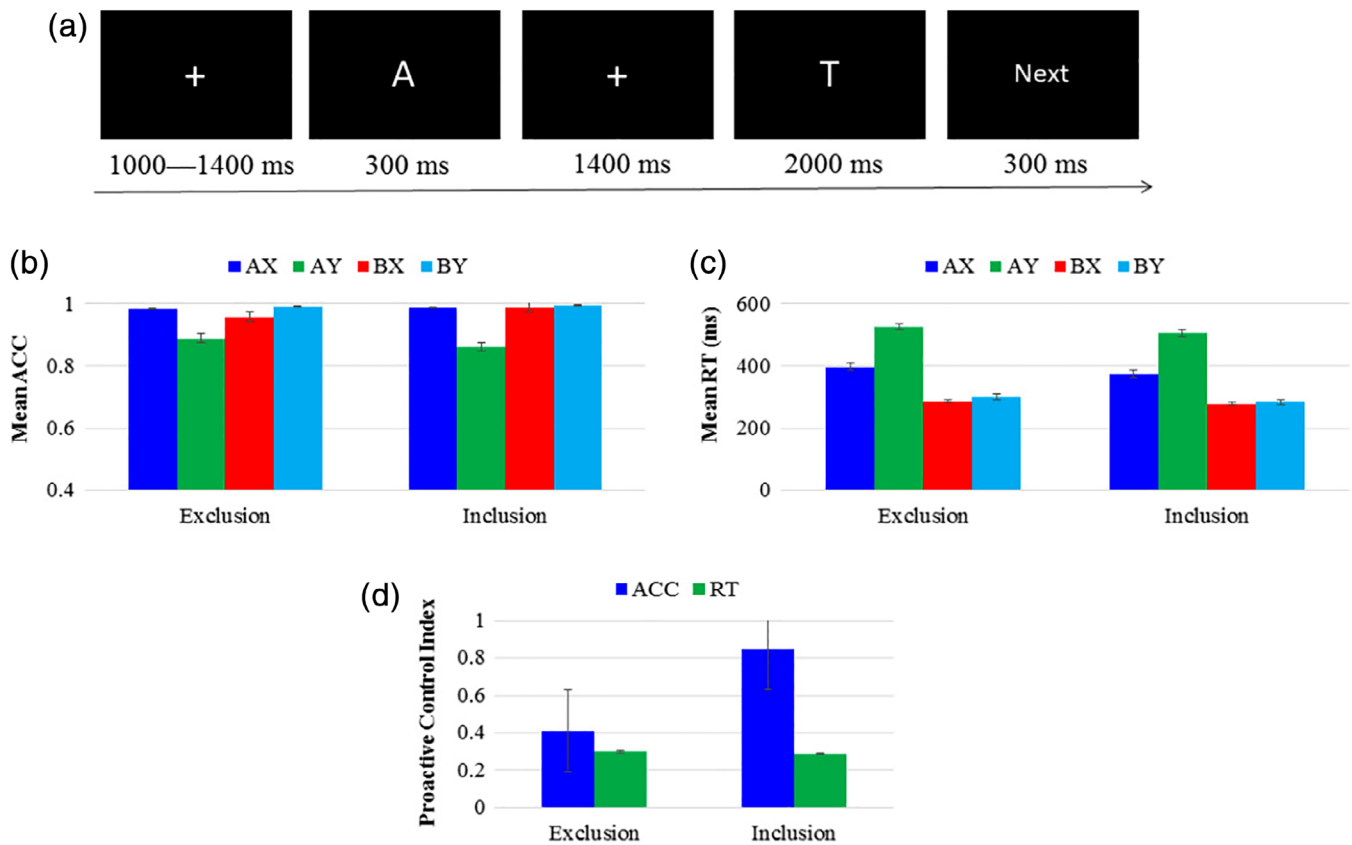 (a)
+ A + T Next
1000—1400 ms 300 ms 1400 ms 2000 ms 300 ms
(b)
AX AY BX BY
Mean ACC
1
0.8
0.6
0.4
Exclusion Inclusion
(c)
AX AY BX BY
Mean RT (ms)
600
400
200
0
Exclusion Inclusion
(d)
ACC RT
Proactive Control Index
1
0.8
0.6
0.4
0.2
0
Exclusion Inclusion